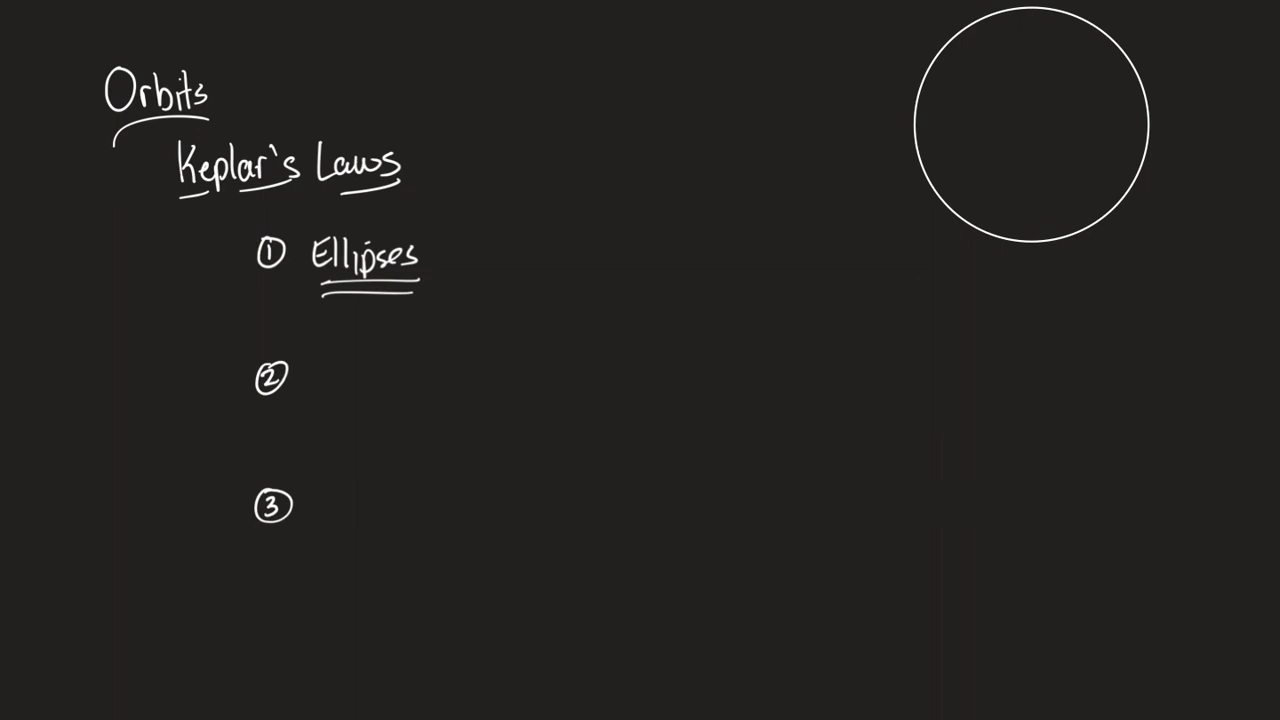 Orbits
Keplar's Laws
① Ellipses
②
③